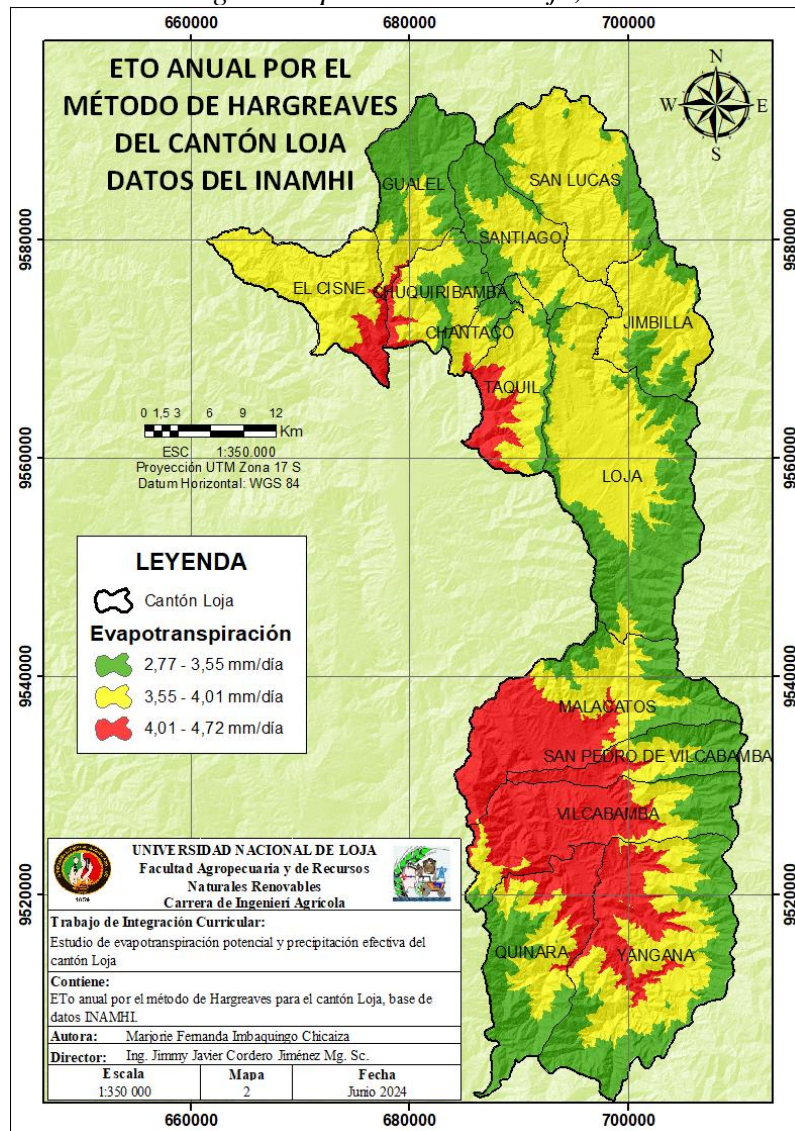 660000 680000 700000
ETO ANUAL POR EL
MÉTODO DE HARGREAVES
DEL CANTÓN LOJA
DATOS DEL INAMHI
N
W E
S
9580000 9580000
9560000 9560000
9540000 9540000
9520000 9520000
GUALEL
SAN LUCAS
SANTIAGO
EL CISNE
CHUQUIRIBAMBA
CHANTACO
JIMBILLA
TAQUIL
LOJA
MALACATOS
SAN PEDRO DE VILCABAMBA
VILCABAMBA
QUINARA
YANGANA
0 1,5 3 6 9 12
Km
ESC 1:350.000
Proyección UTM Zona 17 S
Datum Horizontal: WGS 84
LEYENDA
Cantón Loja
Evapotranspiración
2,77 - 3,55 mm/día
3,55 - 4,01 mm/día
4,01 - 4,72 mm/día
UNIVERSIDAD NACIONAL DE LOJA
Facultad Agropecuaria y de Recursos
Naturales Renovables
Carrera de Ingenieri Agrícola
Trabajo de Integración Curricular:
Estudio de evapotranspiración potencial y precipitación efectiva del
cantón Loja
Contiene:
ETo anual por el método de Hargreaves para el cantón Loja, base de
datos INAMHI.
Autora: Marjorie Fernanda Imbaquingo Chicaiza
Director: Ing. Jimmy Javier Cordero Jiménez Mg. Sc.
Escala Mapa Fecha
1:350 000 2 Junio 2024
660000 680000 700000